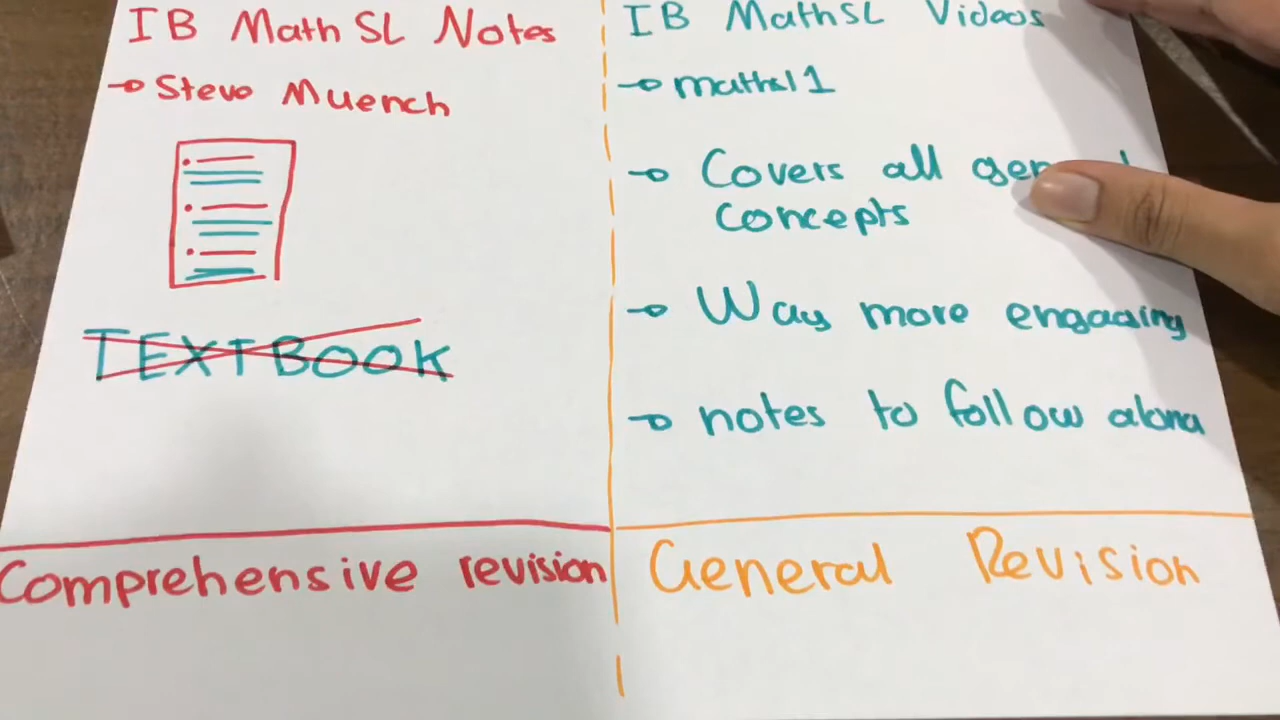 IB Math SL Notes
→ Steve Muench
TEXTBOOK
Comprehensive revision
IB MathSL Videos
→ mathsl1
→ Covers all
concepts
→ Way more engaging
→ notes to follow along
General Revision